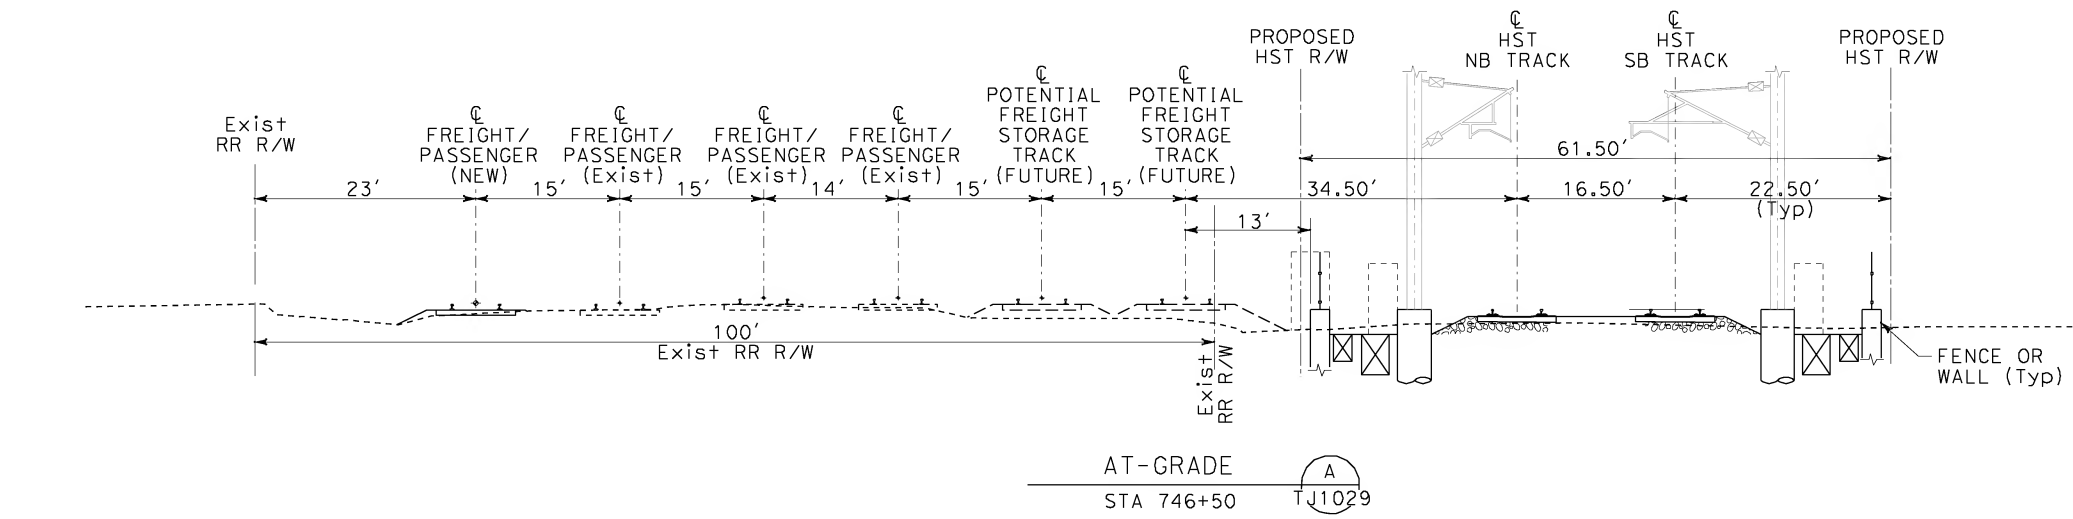 Exist
RR R/W
℄
FREIGHT/
PASSENGER
(NEW)
℄
FREIGHT/
PASSENGER
(Exist)
℄
FREIGHT/
PASSENGER
(Exist)
℄
FREIGHT/
PASSENGER
(Exist)
℄
POTENTIAL
FREIGHT
STORAGE
TRACK
(FUTURE)
℄
POTENTIAL
FREIGHT
STORAGE
TRACK
(FUTURE)
PROPOSED
HST R/W
℄
HST
NB TRACK
℄
HST
SB TRACK
PROPOSED
HST R/W
61.50'
23'
15'
15'
14'
15'
15'
34.50'
16.50'
22.50'
(Typ)
13'
100'
Exist RR R/W
Exist
RR R/W
FENCE OR
WALL (Typ)
AT-GRADE
A
STA 746+50
TJ1029